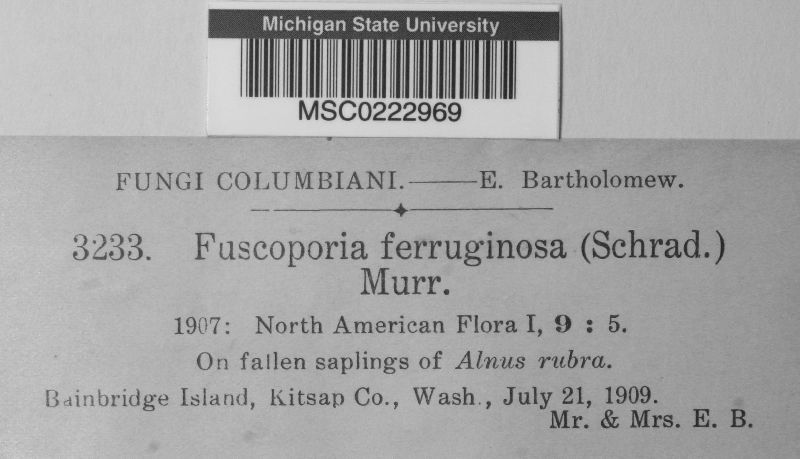 Michigan State University
MSC0222969
FUNGI COLUMBIANI.——E. Bartholomew.
3233. Fuscoporia ferruginosa (Schrad.)
Murr.
1907: North American Flora I, 9 : 5.
On fallen saplings of Alnus rubra.
Bainbridge Island, Kitsap Co., Wash., July 21, 1909.
Mr. & Mrs. E. B.